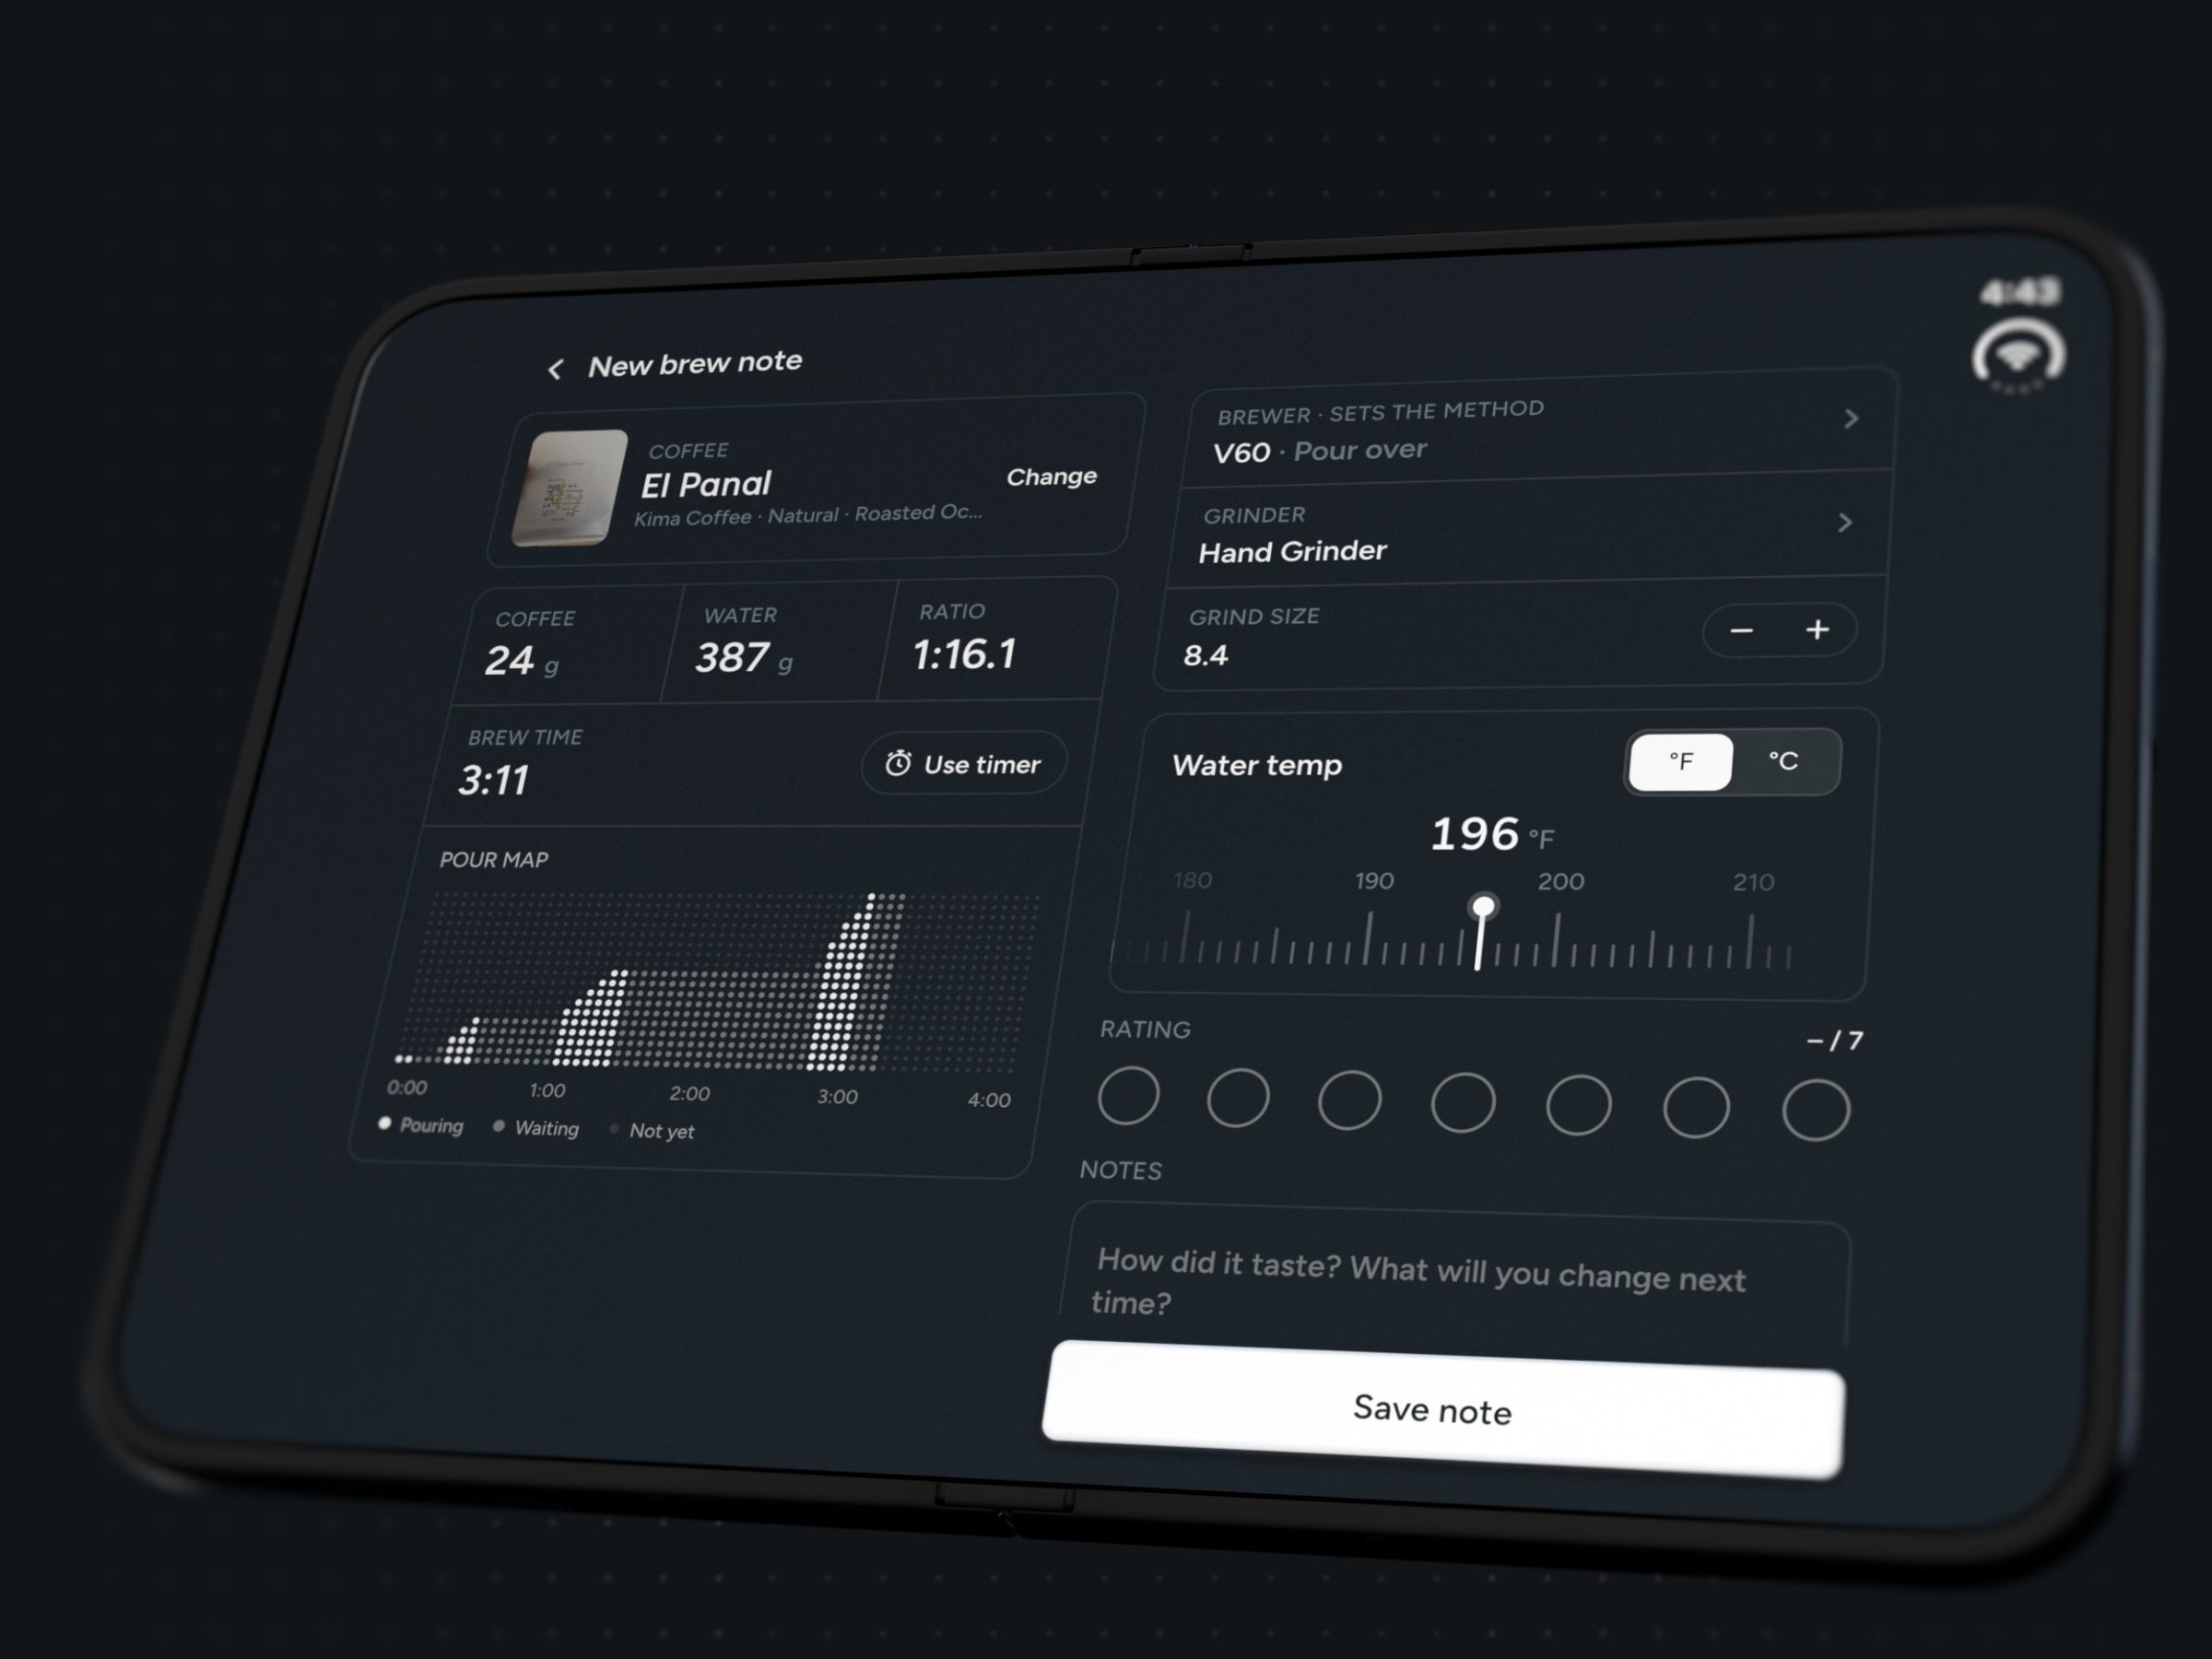 4:43
New brew note
COFFEE
El Panal
Kima Coffee · Natural · Roasted Oc...
Change
COFFEE
24 g
WATER
387 g
RATIO
1:16.1
BREW TIME
3:11
Use timer
POUR MAP
0:00 1:00 2:00 3:00 4:00
Pouring Waiting Not yet
BREWER · SETS THE METHOD
V60 · Pour over
GRINDER
Hand Grinder
GRIND SIZE
8.4
− +
Water temp
°F °C
196 °F
180 190 200 210
RATING
– / 7
NOTES
How did it taste? What will you change next
time?
Save note